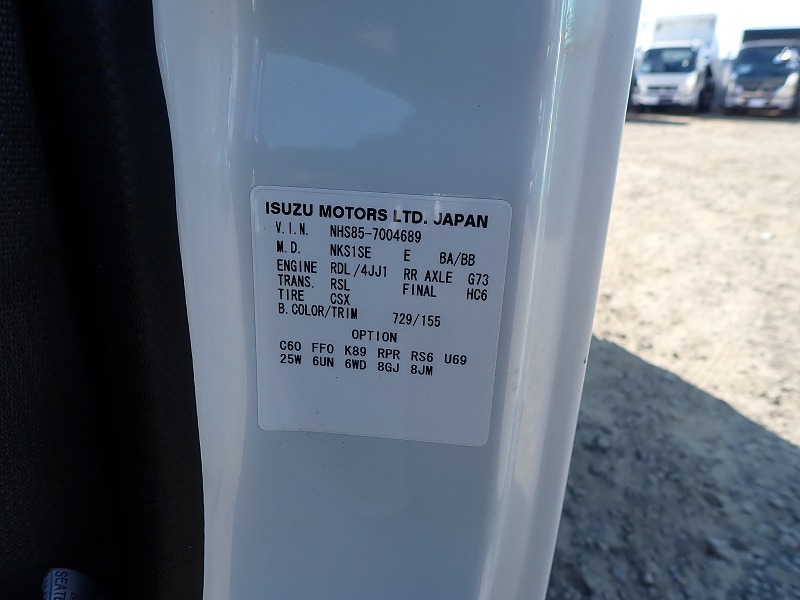 ISUZU MOTORS LTD. JAPAN
V.I.N. NHS85-7004689
M.D. NKS1SE E BA/BB
ENGINE RDL/4JJ1 RR AXLE G73
TRANS. RSL FINAL HC6
TIRE CSX
B.COLOR/TRIM 729/155
OPTION
C60 FF0 K89 RPR RS6 U69
25W 6UN 6WD 8GJ 8JM